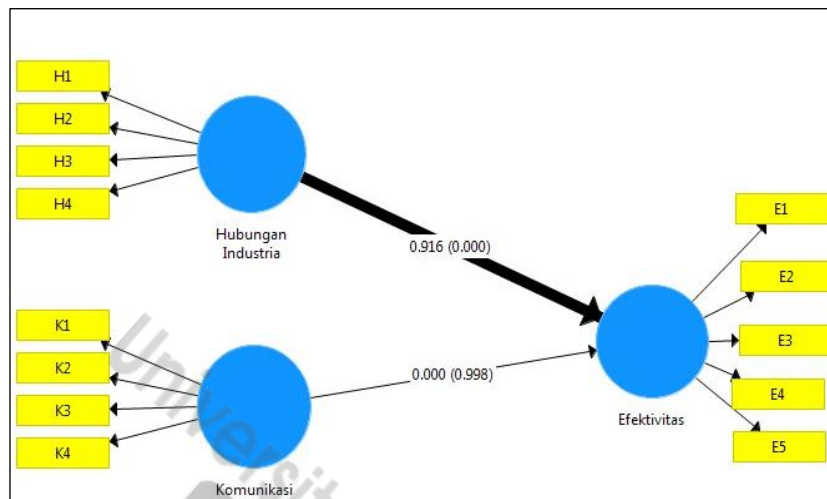 H1
H2
H3
H4
Hubungan
Industria
0.916 (0.000)
E1
E2
E3
E4
E5
Efektivitas
K1
K2
K3
K4
0.000 (0.998)
Komunikasi
Universit